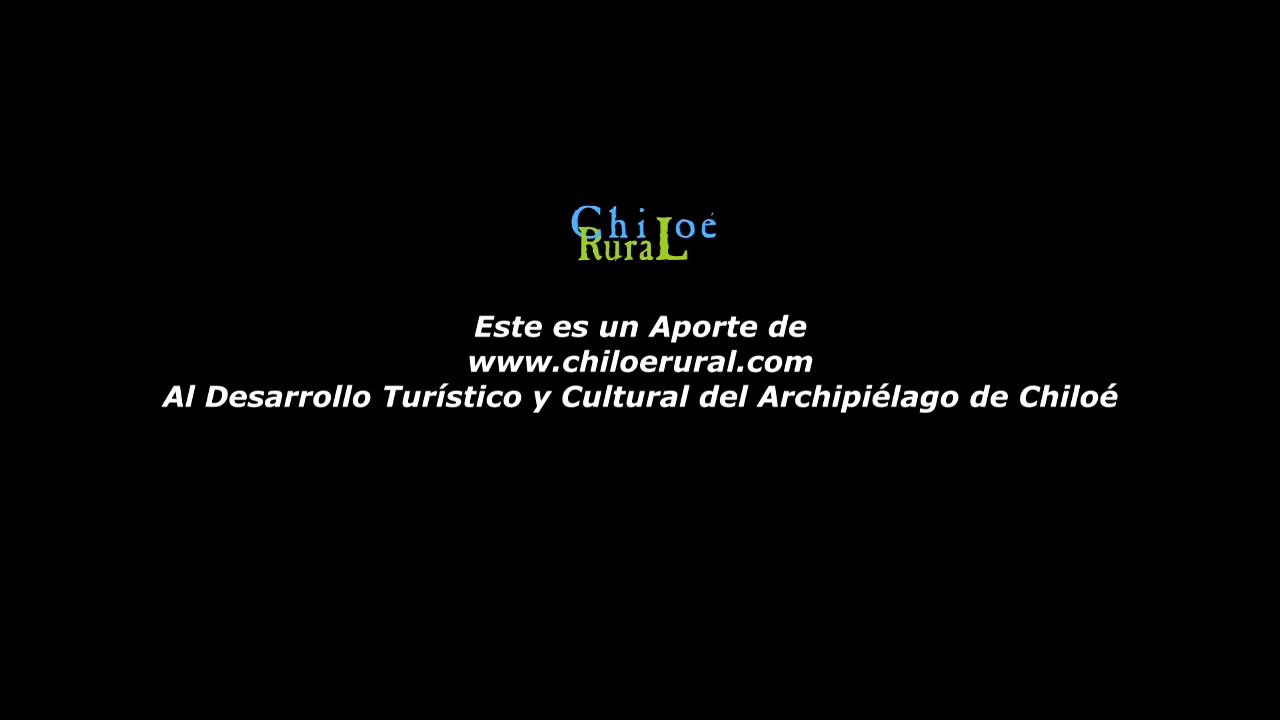 Chiloé
RuraL
Este es un Aporte de
www.chiloerural.com
Al Desarrollo Turístico y Cultural del Archipiélago de Chiloé